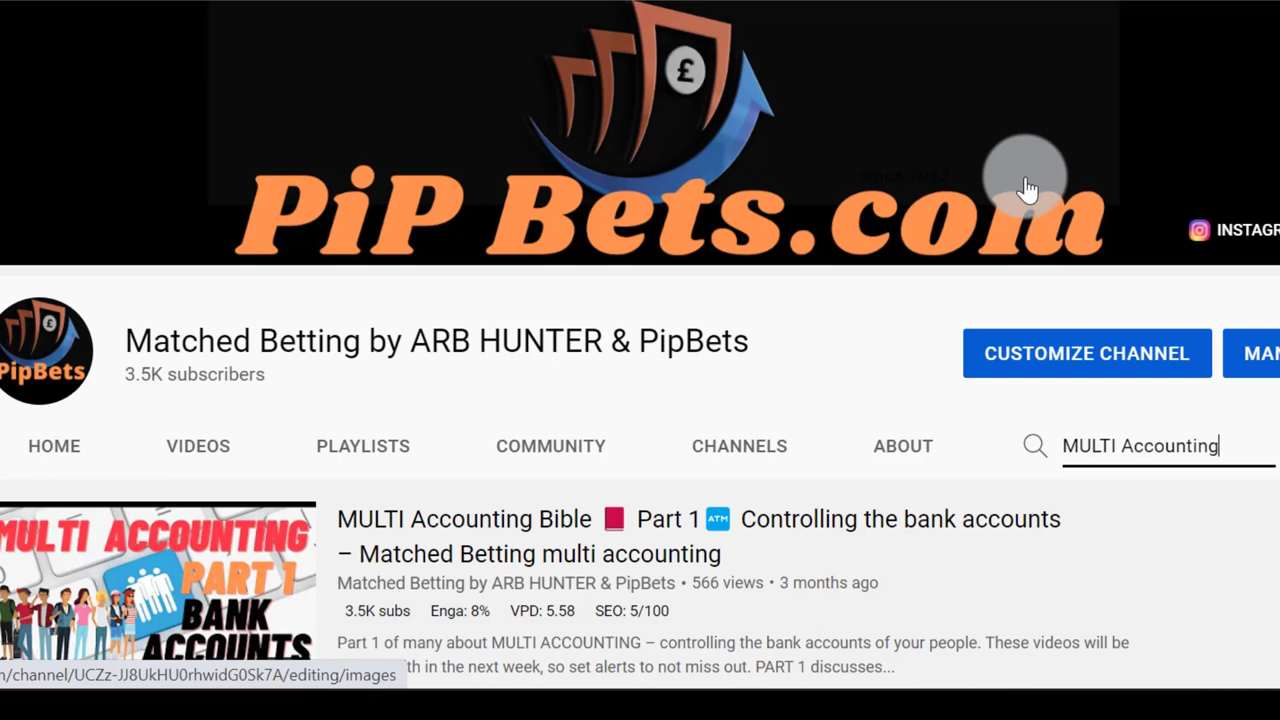 £
PiP Bets.com
Since 2012
INSTAGR
PipBets
Matched Betting by ARB HUNTER & PipBets
3.5K subscribers
CUSTOMIZE CHANNEL
MAN
HOME
VIDEOS
PLAYLISTS
COMMUNITY
CHANNELS
ABOUT
MULTI Accounting
MULTI ACCOUNTING
PART 1
BANK
ACCOUNTS
MULTI Accounting Bible 📕 Part 1🏧 Controlling the bank accounts
– Matched Betting multi accounting
Matched Betting by ARB HUNTER & PipBets • 566 views • 3 months ago
3.5K subs Enga: 8% VPD: 5.58 SEO: 5/100
Part 1 of many about MULTI ACCOUNTING – controlling the bank accounts of your people. These videos will be
th in the next week, so set alerts to not miss out. PART 1 discusses...
n/channel/UCZz-JJ8UkHU0rhwidG0Sk7A/editing/images